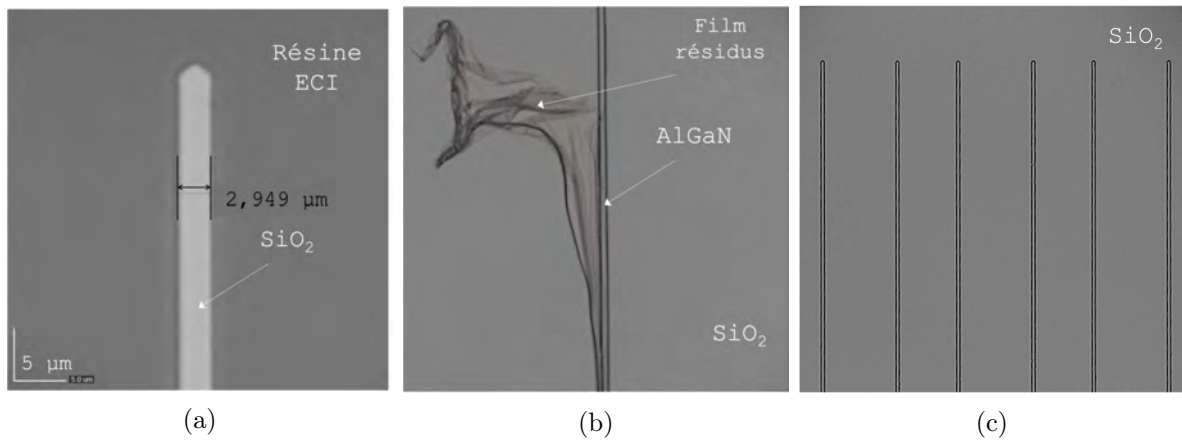 Résine
ECI
2,949 µm
SiO₂
5 µm
5.0 um
(a)
Film
résidus
AlGaN
SiO₂
(b)
SiO₂
(c)